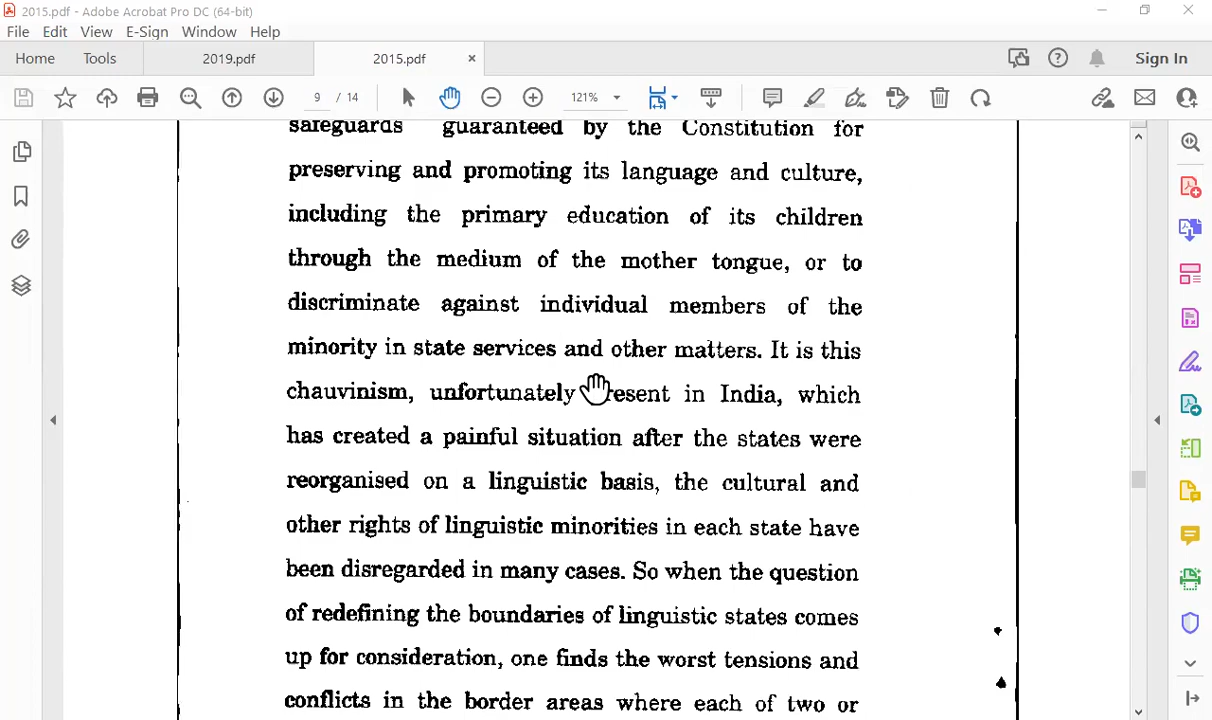 2015.pdf - Adobe Acrobat Pro DC (64-bit)
File Edit View E-Sign Window Help
Home Tools 2019.pdf 2015.pdf Sign In
9 / 14 121%
safeguards guaranteed by the Constitution for
preserving and promoting its language and culture,
including the primary education of its children
through the medium of the mother tongue, or to
discriminate against individual members of the
minority in state services and other matters. It is this
chauvinism, unfortunately present in India, which
has created a painful situation after the states were
reorganised on a linguistic basis, the cultural and
other rights of linguistic minorities in each state have
been disregarded in many cases. So when the question
of redefining the boundaries of linguistic states comes
up for consideration, one finds the worst tensions and
conflicts in the border areas where each of two or